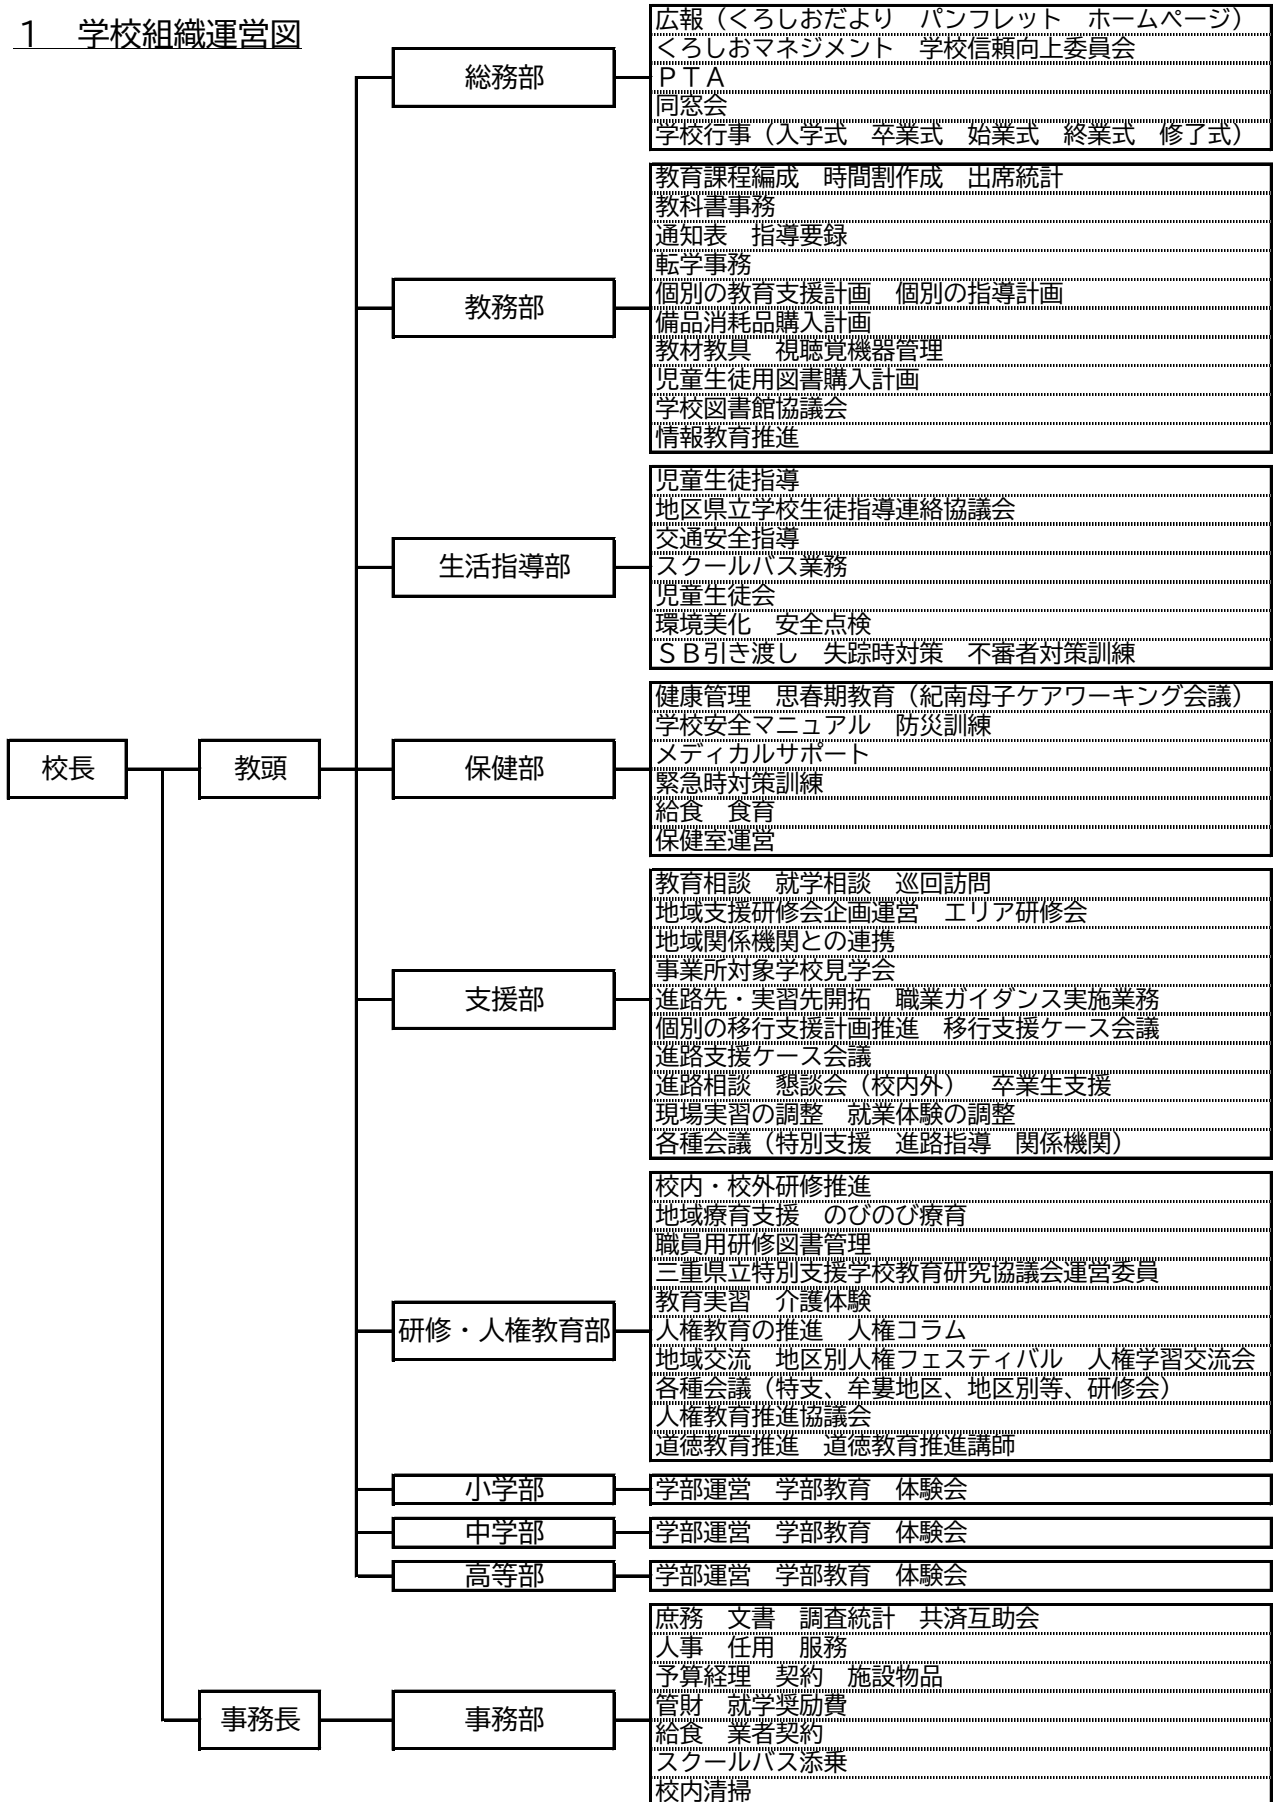 １　学校組織運営図
広報（くろしおだより　パンフレット　ホームページ）
くろしおマネジメント　学校信頼向上委員会
総務部
ＰＴＡ
同窓会
学校行事（入学式　卒業式　始業式　終業式　修了式）
教育課程編成　時間割作成　出席統計
教科書事務
通知表　指導要録
転学事務
個別の教育支援計画　個別の指導計画
教務部
備品消耗品購入計画
教材教具　視聴覚機器管理
児童生徒用図書購入計画
学校図書館協議会
情報教育推進
児童生徒指導
地区県立学校生徒指導連絡協議会
交通安全指導
生活指導部
スクールバス業務
児童生徒会
環境美化　安全点検
ＳＢ引き渡し　失踪時対策　不審者対策訓練
健康管理　思春期教育（紀南母子ケアワーキング会議）
学校安全マニュアル　防災訓練
メディカルサポート
校長
教頭
保健部
緊急時対策訓練
給食　食育
保健室運営
教育相談　就学相談　巡回訪問
地域支援研修会企画運営　エリア研修会
地域関係機関との連携
事業所対象学校見学会
支援部
進路先・実習先開拓　職業ガイダンス実施業務
個別の移行支援計画推進　移行支援ケース会議
進路支援ケース会議
進路相談　懇談会（校内外）　卒業生支援
現場実習の調整　就業体験の調整
各種会議（特別支援　進路指導　関係機関）
校内・校外研修推進
地域療育支援　のびのび療育
職員用研修図書管理
三重県立特別支援学校教育研究協議会運営委員
教育実習　介護体験
研修・人権教育部
人権教育の推進　人権コラム
地域交流　地区別人権フェスティバル　人権学習交流会
各種会議（特支、牟婁地区、地区別等、研修会）
人権教育推進協議会
道徳教育推進　道徳教育推進講師
小学部
学部運営　学部教育　体験会
中学部
学部運営　学部教育　体験会
高等部
学部運営　学部教育　体験会
庶務　文書　調査統計　共済互助会
人事　任用　服務
予算経理　契約　施設物品
管財　就学奨励費
事務長
事務部
給食　業者契約
スクールバス添乗
校内清掃